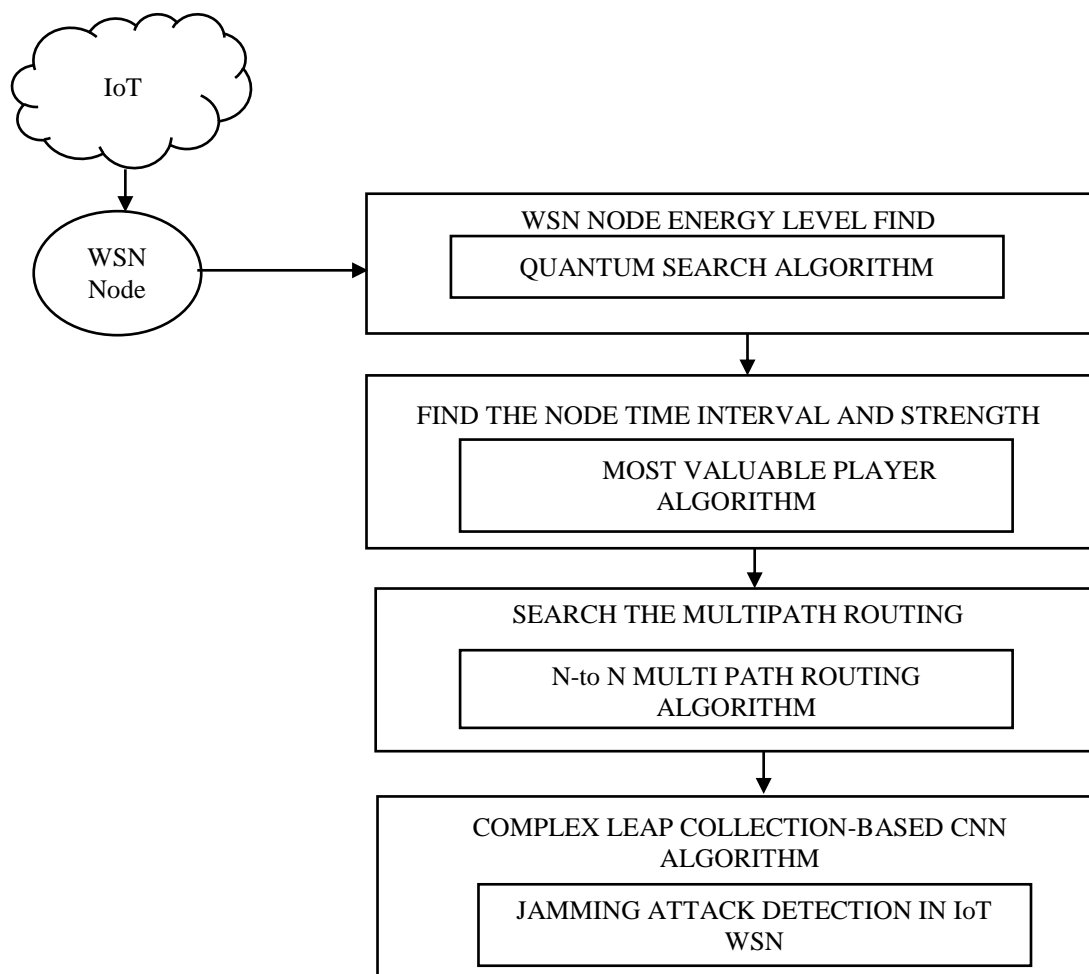 IoT
WSN
Node
WSN NODE ENERGY LEVEL FIND
QUANTUM SEARCH ALGORITHM
FIND THE NODE TIME INTERVAL AND STRENGTH
MOST VALUABLE PLAYER
ALGORITHM
SEARCH THE MULTIPATH ROUTING
N-to N MULTI PATH ROUTING
ALGORITHM
COMPLEX LEAP COLLECTION-BASED CNN
ALGORITHM
JAMMING ATTACK DETECTION IN IoT
WSN